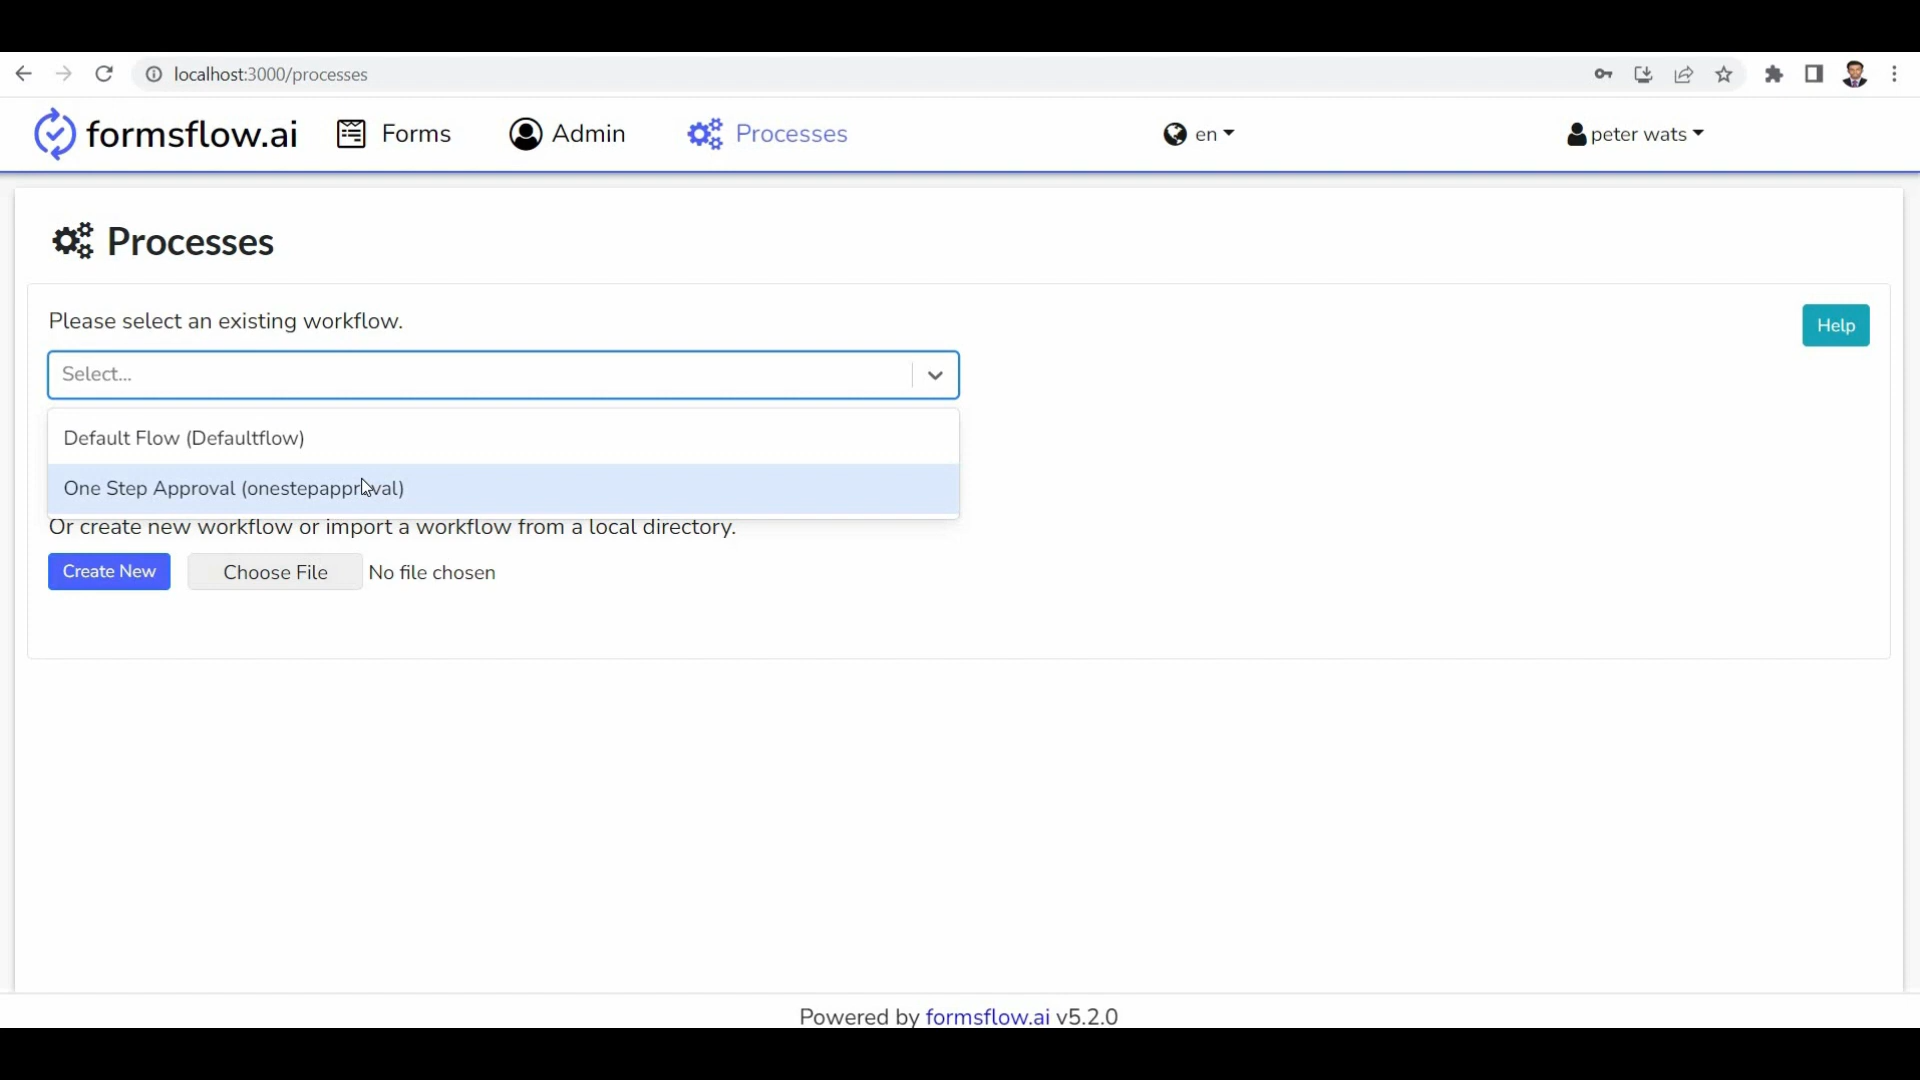 localhost:3000/processes
formsflow.ai Forms Admin Processes en peter wats
Processes
Please select an existing workflow.
Help
Select...
Default Flow (Defaultflow)
One Step Approval (onestepapproval)
Or create new workflow or import a workflow from a local directory.
Create New Choose File No file chosen
Powered by formsflow.ai v5.2.0